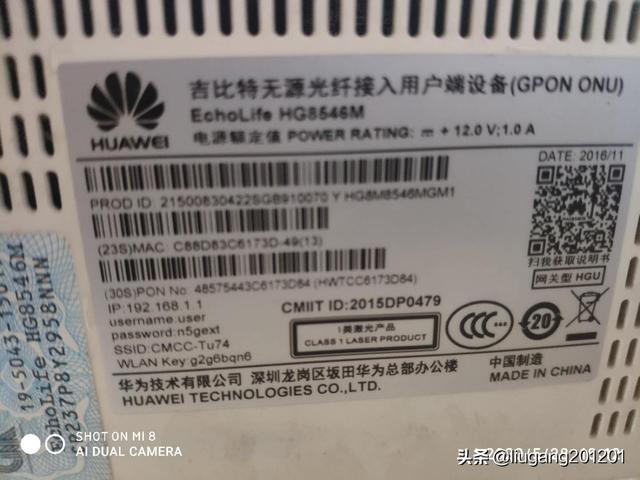 HUAWEI
吉比特无源光纤接入用户端设备(GPON ONU)
EchoLife HG8546M
电源额定值 POWER RATING: + 12.0 V;1.0 A
DATE: 2016/11
PROD ID: 21500830422SGB910070 Y HG8M8546MGM1
(23S)MAC C88D83C6173D-49(13)
扫我获取说明书
(30S)PON No: 48575443C6173D84 (HWTCC6173D84)
网关型 HGU
IP:192.168.1.1
CMIIT ID:2015DP0479
username:user
password:n5gext
1类激光产品
CLASS 1 LASER PRODUCT
CCC
20
SSID:CMCC-Tu74
WLAN Key:g2g6bqn6
华为技术有限公司 深圳龙岗区坂田华为总部办公楼
HUAWEI TECHNOLOGIES CO.,LTD.
中国制造
MADE IN CHINA
EchoLife HG8546M
SHOT ON MI 8
AI DUAL CAMERA
头条 @liugang201201